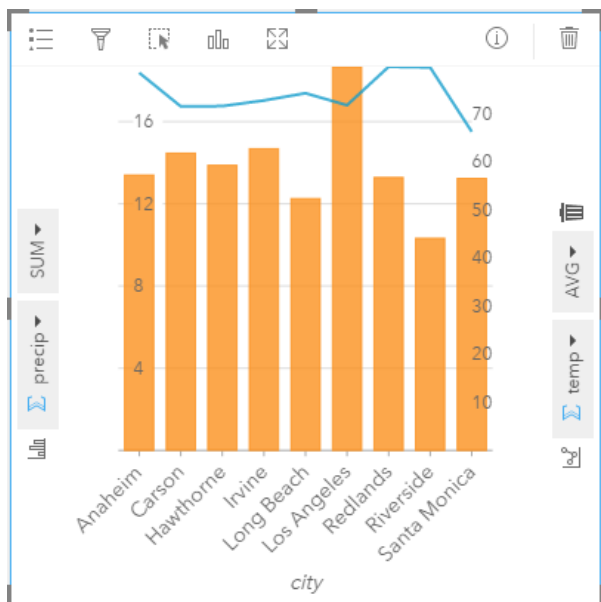 SUM
precip
16
12
8
4
70
60
50
40
30
20
10
AVG
temp
Anaheim
Carson
Hawthorne
Irvine
Long Beach
Los Angeles
Redlands
Riverside
Santa Monica
city